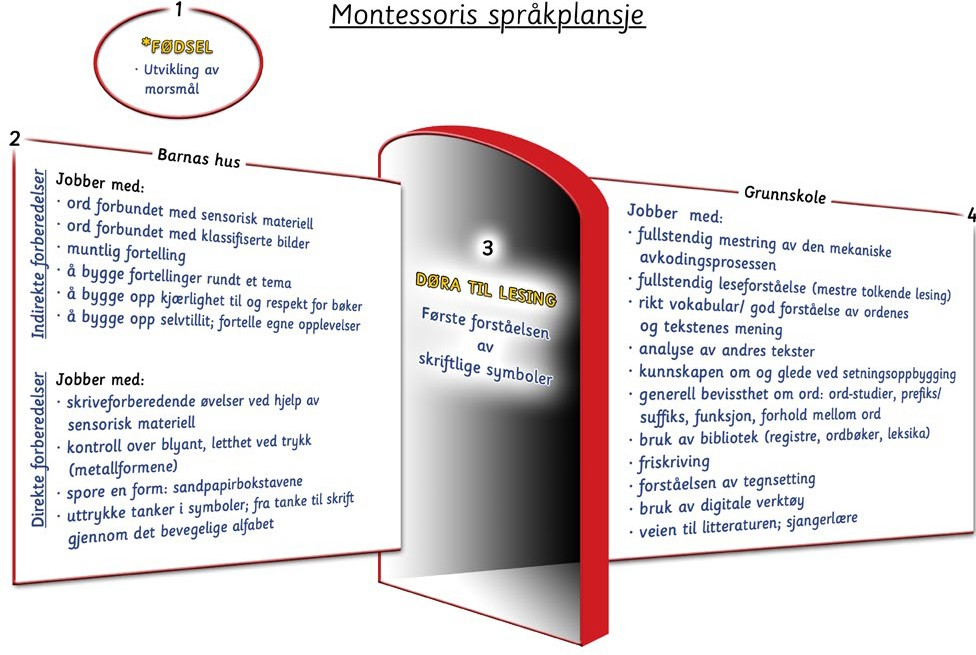 Montessoris språkplansje
1
*FØDSEL
· Utvikling av
morsmål
2
Barnas hus
Indirekte forberedelser
Jobber med:
· ord forbundet med sensorisk materiell
· ord forbundet med klassifiserte bilder
· muntlig fortelling
· å bygge fortellinger rundt et tema
· å bygge opp kjærlighet til og respekt for bøker
· å bygge opp selvtillit; fortelle egne opplevelser
Direkte forberedelser
Jobber med:
· skriveforberedende øvelser ved hjelp av
sensorisk materiell
· kontroll over blyant, letthet ved trykk
(metallformene)
· spore en form: sandpapirbokstavene
· uttrykke tanker i symboler; fra tanke til skrift
gjennom det bevegelige alfabet
3
DØRA TIL LESING
Første forståelsen
av
skriftlige symboler
Grunnskole
4
Jobber med:
· fullstendig mestring av den mekaniske
avkodingsprosessen
· fullstendig leseforståelse (mestre tolkende lesing)
· rikt vokabular/ god forståelse av ordenes
og tekstenes mening
· analyse av andres tekster
· kunnskapen om og glede ved setningsoppbygging
· generell bevissthet om ord: ord-studier, prefiks/
suffiks, funksjon, forhold mellom ord
· bruk av bibliotek (registre, ordbøker, leksika)
· friskriving
· forståelsen av tegnsetting
· bruk av digitale verktøy
· veien til litteraturen; sjangerlære